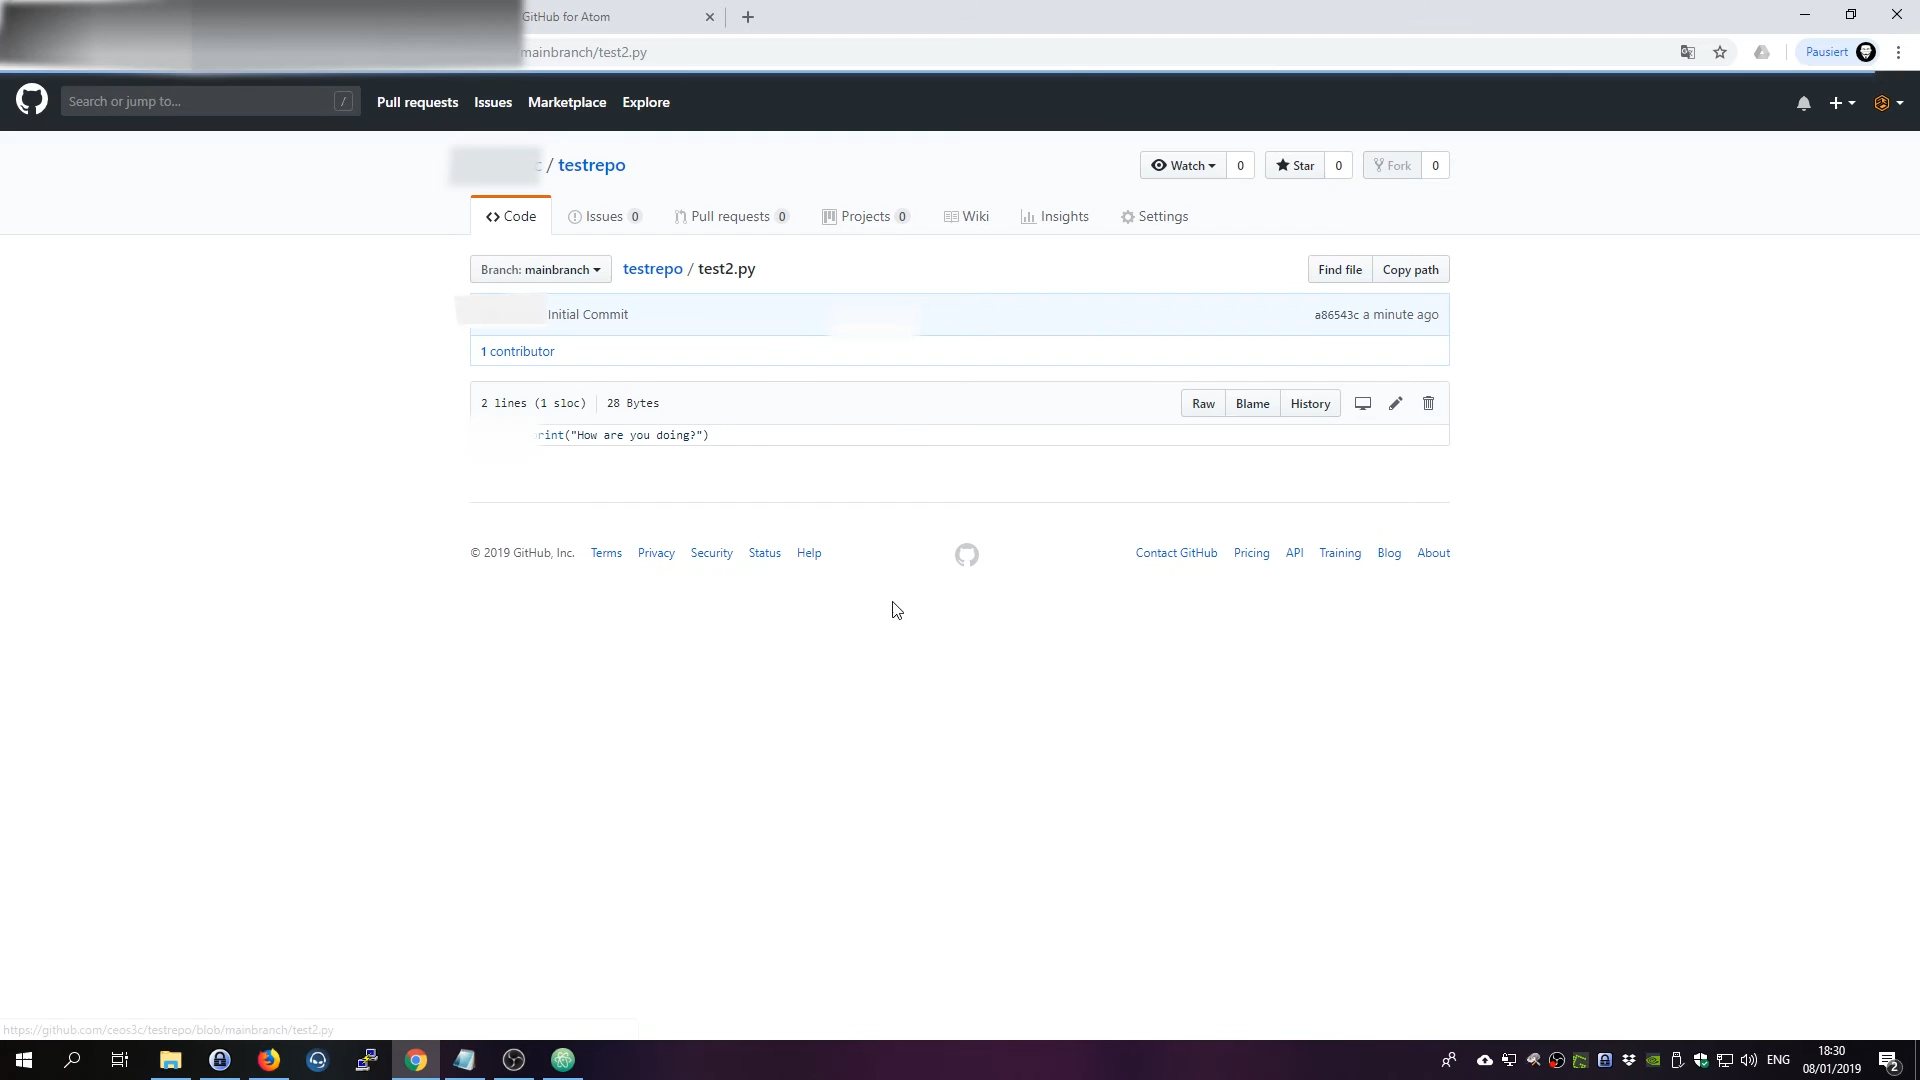 GitHub for Atom
mainbranch/test2.py
Pausiert
Search or jump to... /
Pull requests Issues Marketplace Explore
/ testrepo
Watch 0 Star 0 Fork 0
Code Issues 0 Pull requests 0 Projects 0 Wiki Insights Settings
Branch: mainbranch testrepo / test2.py Find file Copy path
Initial Commit a86543c a minute ago
1 contributor
2 lines (1 sloc) 28 Bytes Raw Blame History
print("How are you doing?")
© 2019 GitHub, Inc. Terms Privacy Security Status Help Contact GitHub Pricing API Training Blog About
https://github.com/ceos3c/testrepo/blob/mainbranch/test2.py
ENG 18:30
08/01/2019 2